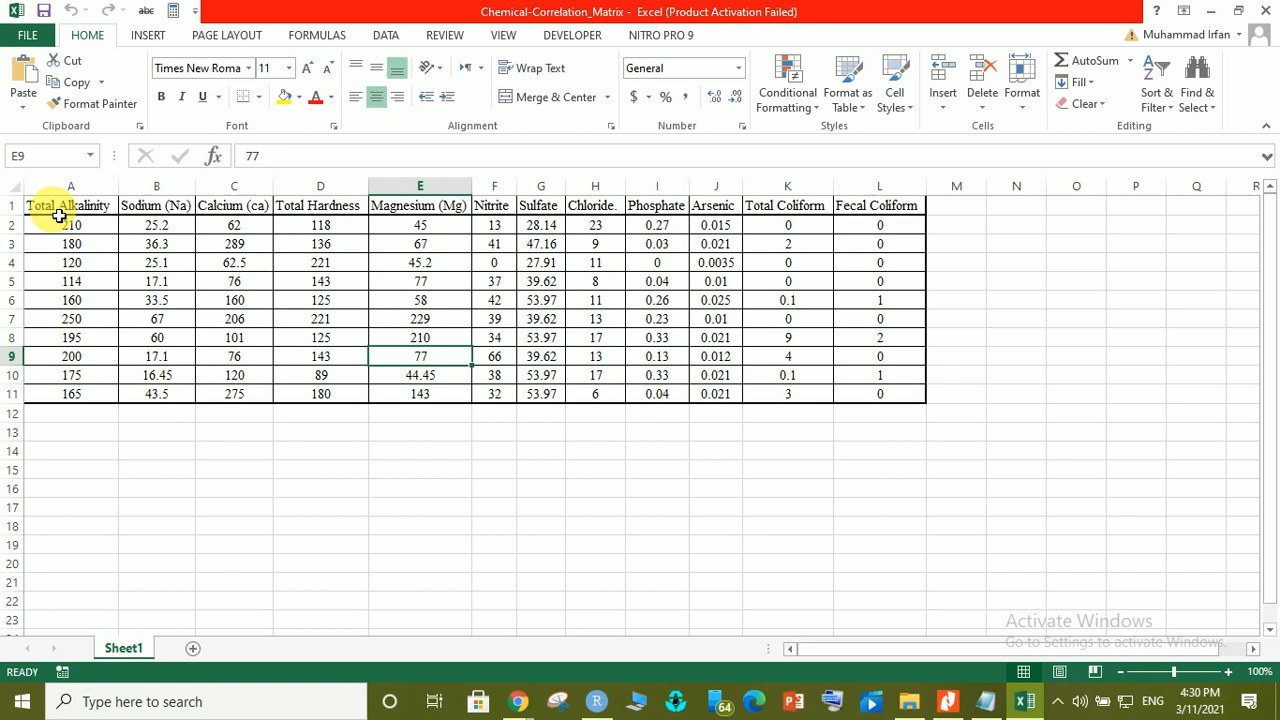 Chemical-Correlation_Matrix - Excel (Product Activation Failed)
FILE HOME INSERT PAGE LAYOUT FORMULAS DATA REVIEW VIEW DEVELOPER NITRO PRO 9 Muhammad Irfan
Paste
Cut
Copy
Format Painter
Clipboard
Times New Roma 11
B I U A
Font
Wrap Text
Merge & Center
Alignment
General
$ % ,
Number
Conditional Formatting
Format as Table
Cell Styles
Styles
Insert Delete Format
Cells
AutoSum
Fill
Clear
Sort & Filter
Find & Select
Editing
E9 fx 77
A B C D E F G H I J K L M N O P Q R
1 Total Alkalinity Sodium (Na) Calcium (ca) Total Hardness Magnesium (Mg) Nitrite Sulfate Chloride. Phosphate Arsenic Total Coliform Fecal Coliform
2 210 25.2 62 118 45 13 28.14 23 0.27 0.015 0 0
3 180 36.3 289 136 67 41 47.16 9 0.03 0.021 2 0
4 120 25.1 62.5 221 45.2 0 27.91 11 0 0.0035 0 0
5 114 17.1 76 143 77 37 39.62 8 0.04 0.01 0 0
6 160 33.5 160 125 58 42 53.97 11 0.26 0.025 0.1 1
7 250 67 206 221 229 39 39.62 13 0.23 0.01 0 0
8 195 60 101 125 210 34 53.97 17 0.33 0.021 9 2
9 200 17.1 76 143 77 66 39.62 13 0.13 0.012 4 0
10 175 16.45 120 89 44.45 38 53.97 17 0.33 0.021 0.1 1
11 165 43.5 275 180 143 32 53.97 6 0.04 0.021 3 0
12
13
14
15
16
17
18
19
20
21
22
23
Activate Windows
Go to Settings to activate Windows.
Sheet1
READY 100%
Type here to search
64
ENG
4:30 PM
3/11/2021